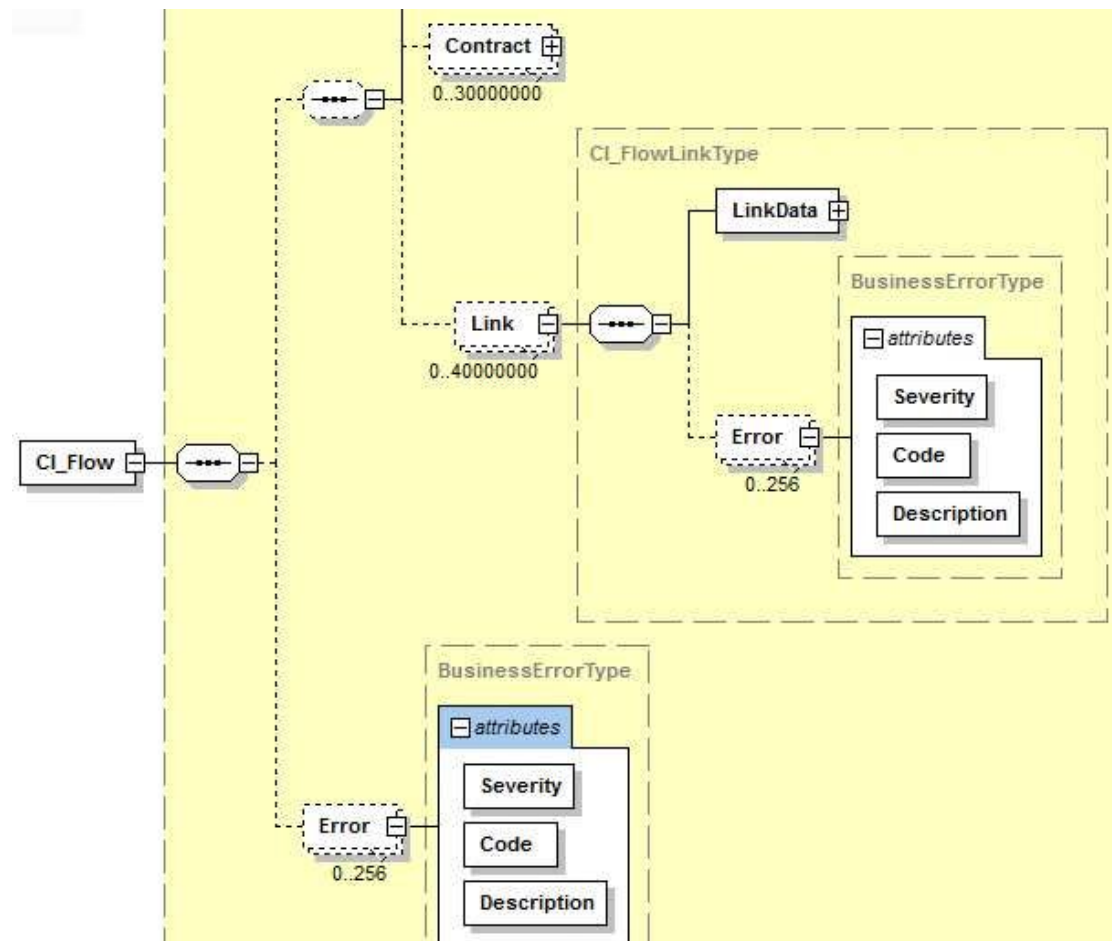 Contract
0..30000000
CI_FlowLinkType
LinkData
BusinessErrorType
attributes
Link
0..40000000
Severity
Error
0..256
Code
CI_Flow
Description
BusinessErrorType
attributes
Severity
Error
0..256
Code
Description